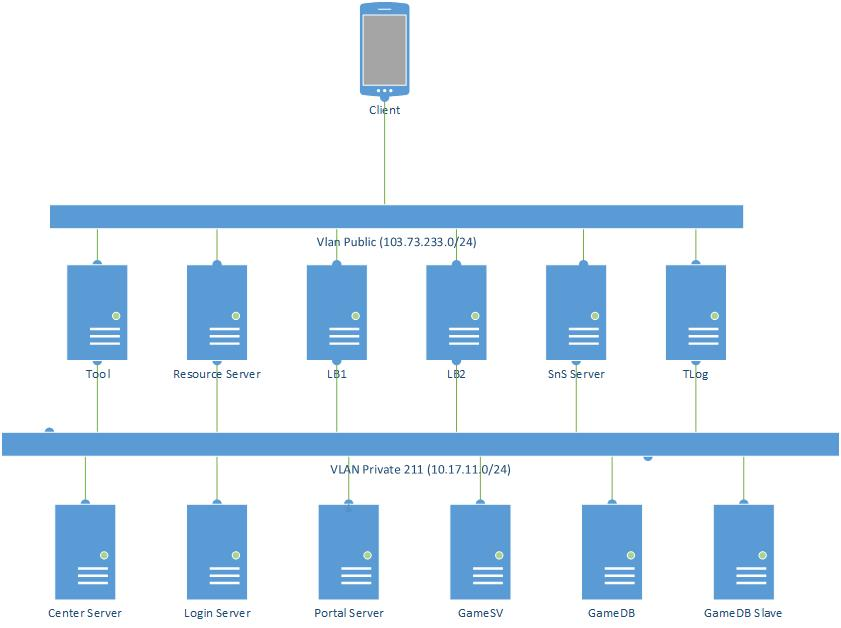 Client
Vlan Public (103.73.233.0/24)
Tool
Resource Server
LB1
LB2
SnS Server
TLog
VLAN Private 211 (10.17.11.0/24)
Center Server
Login Server
Portal Server
GameSV
GameDB
GameDB Slave